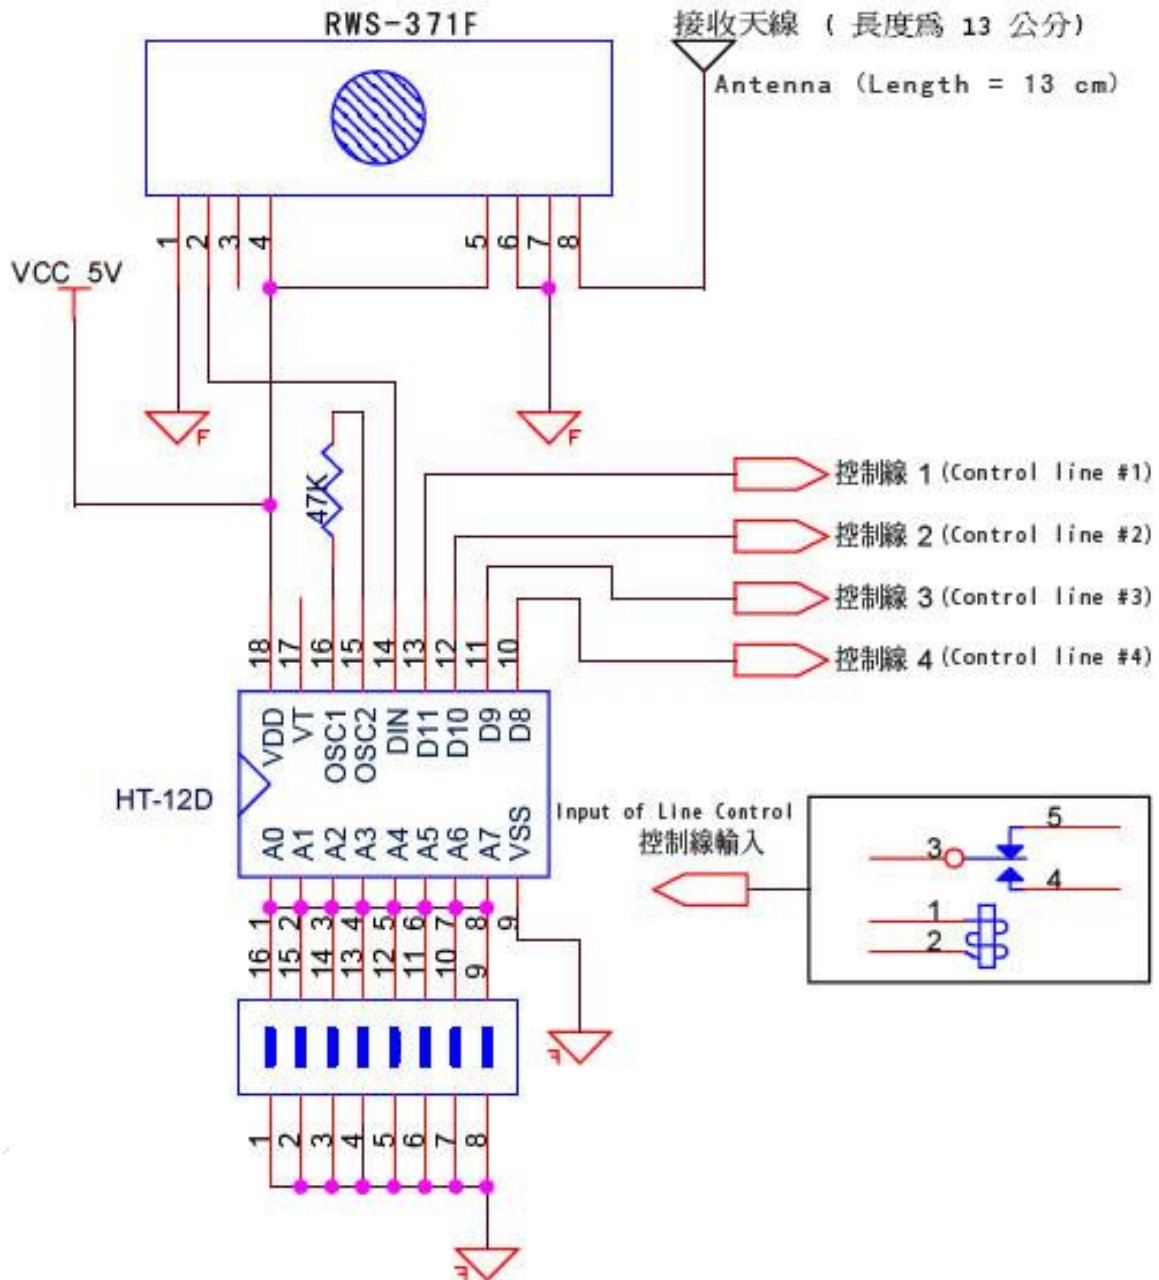 RWS-371F
接收天線 ( 長度爲 13 公分)
Antenna (Length = 13 cm)
1 2 3 4 5 6 7 8
VCC 5V
F F
47K
控制線 1 (Control line #1)
控制線 2 (Control line #2)
控制線 3 (Control line #3)
控制線 4 (Control line #4)
18 17 16 15 14 13 12 11 10
VDD VT OSC1 OSC2 DIN D11 D10 D9 D8
HT-12D
A0 A1 A2 A3 A4 A5 A6 A7 VSS
1 2 3 4 5 6 7 8 9
16 15 14 13 12 11 10 9
F
1 2 3 4 5 6 7 8
F
Input of Line Control
控制線輸入
5
3
4
1
2